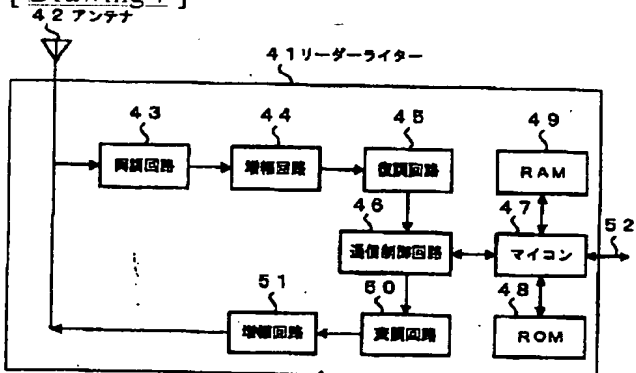 [ Drawing ]
42 アンテナ
41 リーダーライター
43 44 45 49
同調回路 増幅回路 復調回路 RAM
46 47 52
通信制御回路 マイコン
51 50 48
増幅回路 変調回路 ROM